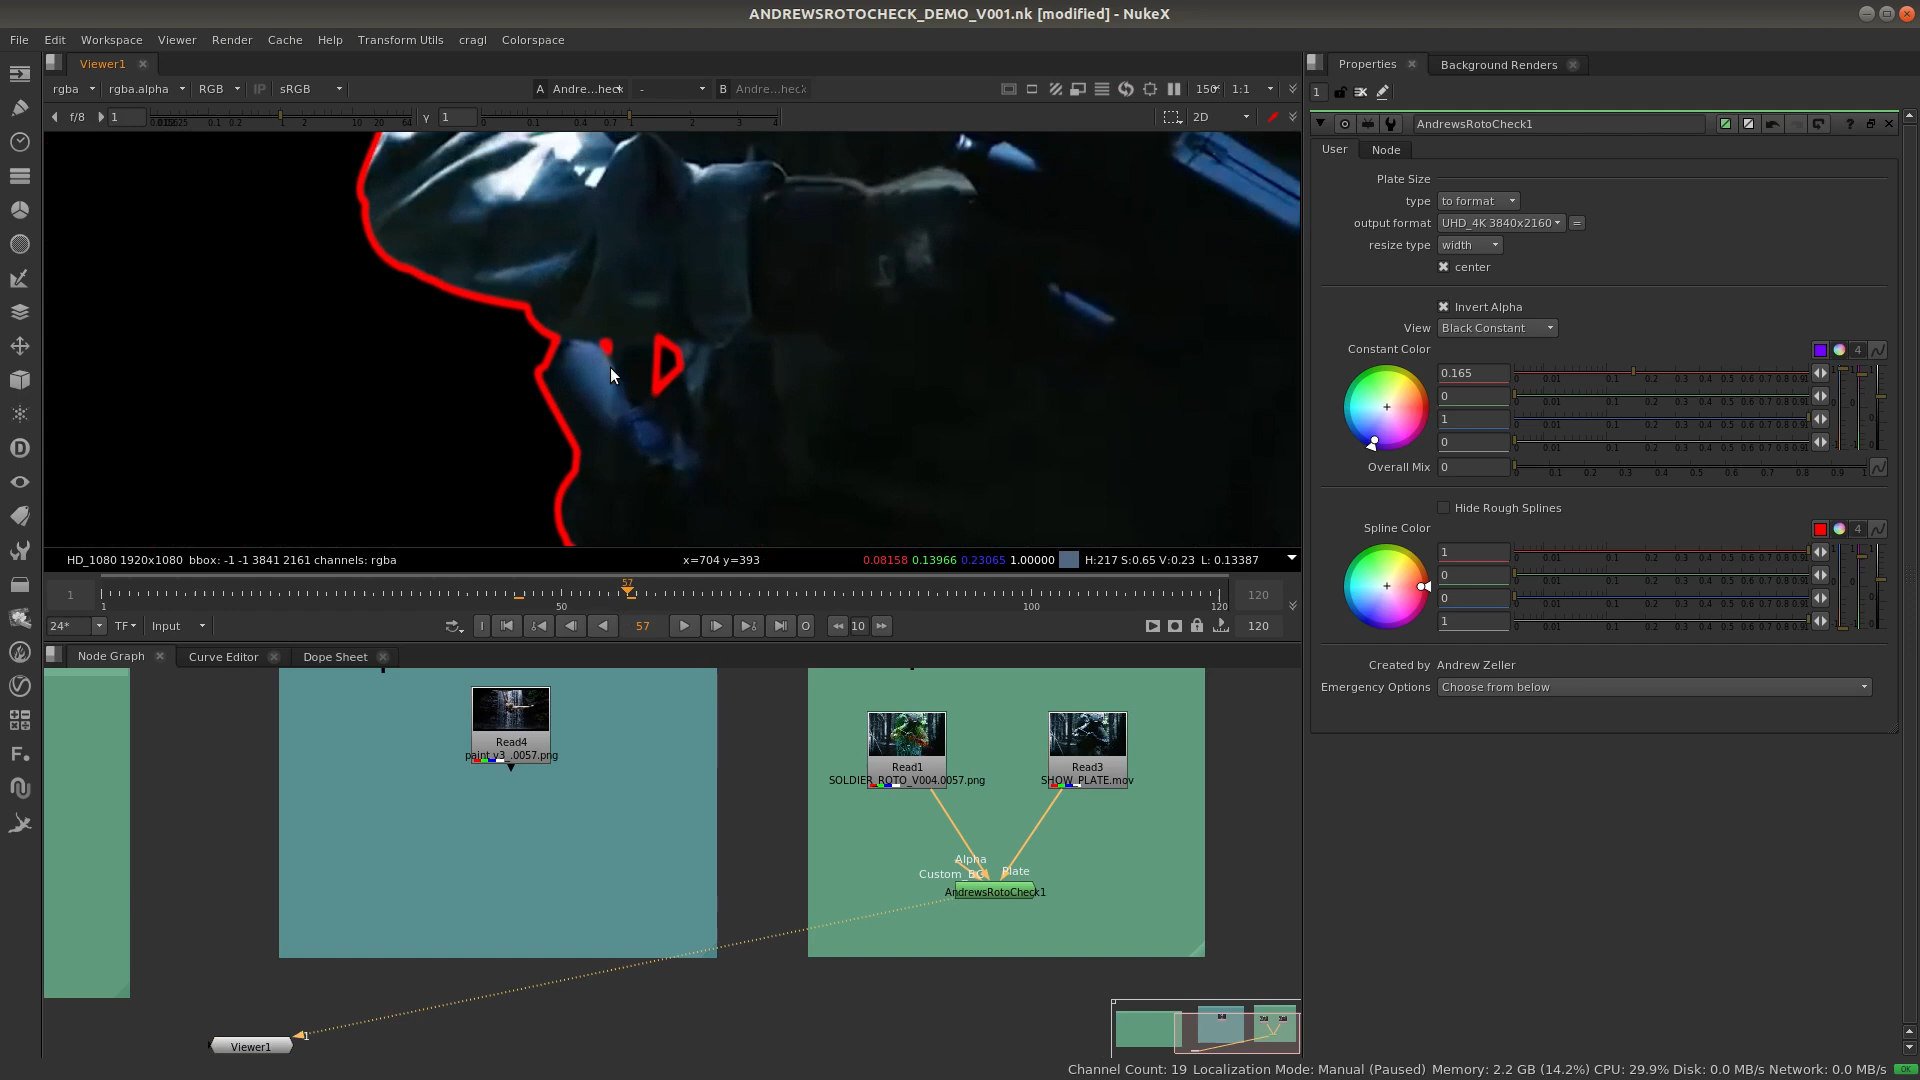 ANDREWSROTOCHECK_DEMO_V001.nk [modified] - NukeX
File Edit Workspace Viewer Render Cache Help Transform Utils cragl Colorspace
Viewer1
rgba rgba.alpha RGB IP sRGB A Andre...heck - B Andre...heck 1:1
f/8 1 γ 1 2D
HD_1080 1920x1080 bbox: -1 -1 3841 2161 channels: rgba x=704 y=393 0.08158 0.13966 0.23065 1.00000 H:217 S:0.65 V:0.23 L: 0.13387
57
1 120
1 50 100 120
24* TF Input I 57 O 10 120
Node Graph Curve Editor Dope Sheet
Read4
paint_v3_.0057.png
Read1
SOLDIER_ROTO_V004.0057.png
Read3
SHOW_PLATE.mov
Alpha
Custom_BG
Plate
AndrewsRotoCheck1
1
Viewer1
Properties Background Renders
1
AndrewsRotoCheck1
User Node
Plate Size
type to format
output format UHD_4K 3840x2160 =
resize type width
center
Invert Alpha
View Black Constant
Constant Color 4
0.165
0
1
0
Overall Mix 0
Hide Rough Splines
Spline Color 4
1
0
0
1
Created by Andrew Zeller
Emergency Options Choose from below
Channel Count: 19 Localization Mode: Manual (Paused) Memory: 2.2 GB (14.2%) CPU: 29.9% Disk: 0.0 MB/s Network: 0.0 MB/s